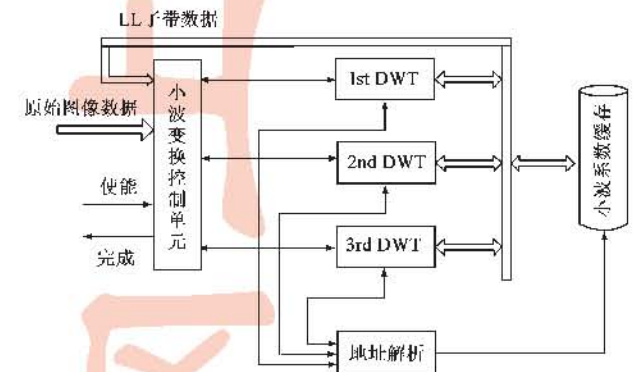 LL子带数据
原始图像数据
使能
完成
小波变换控制单元
1st DWT
2nd DWT
3rd DWT
地址解析
小波系数缓存